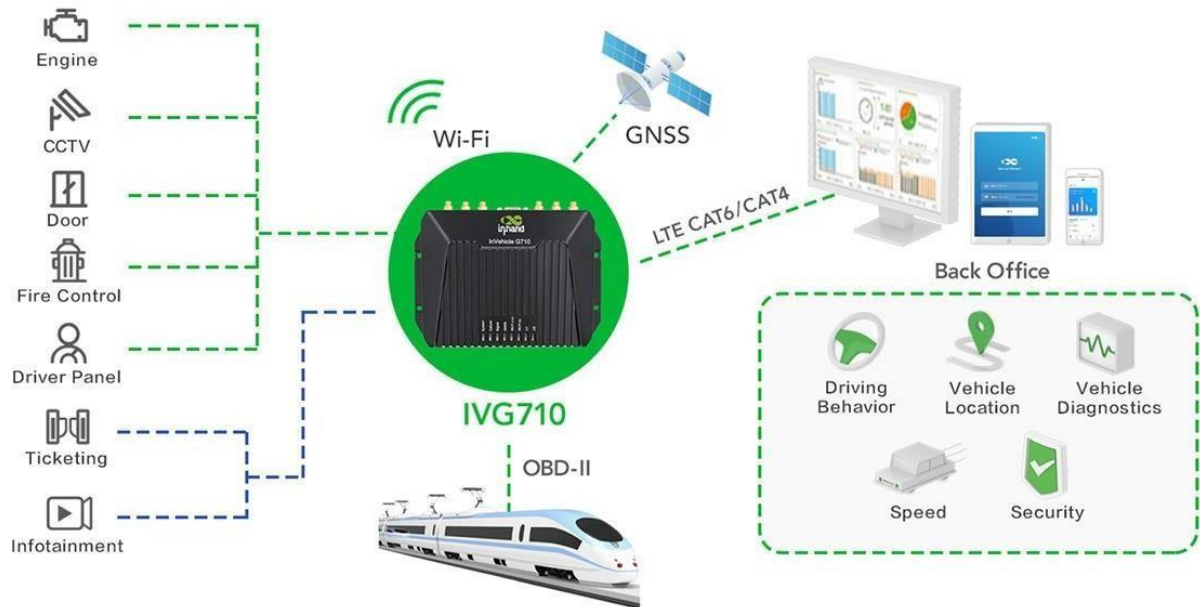 Engine
CCTV
Door
Fire Control
Driver Panel
Ticketing
Infotainment
Wi-Fi
GNSS
inhand
InVehicle G710
IVG710
OBD-II
LTE CAT6/CAT4
Back Office
Driving
Behavior
Vehicle
Location
Vehicle
Diagnostics
Speed
Security